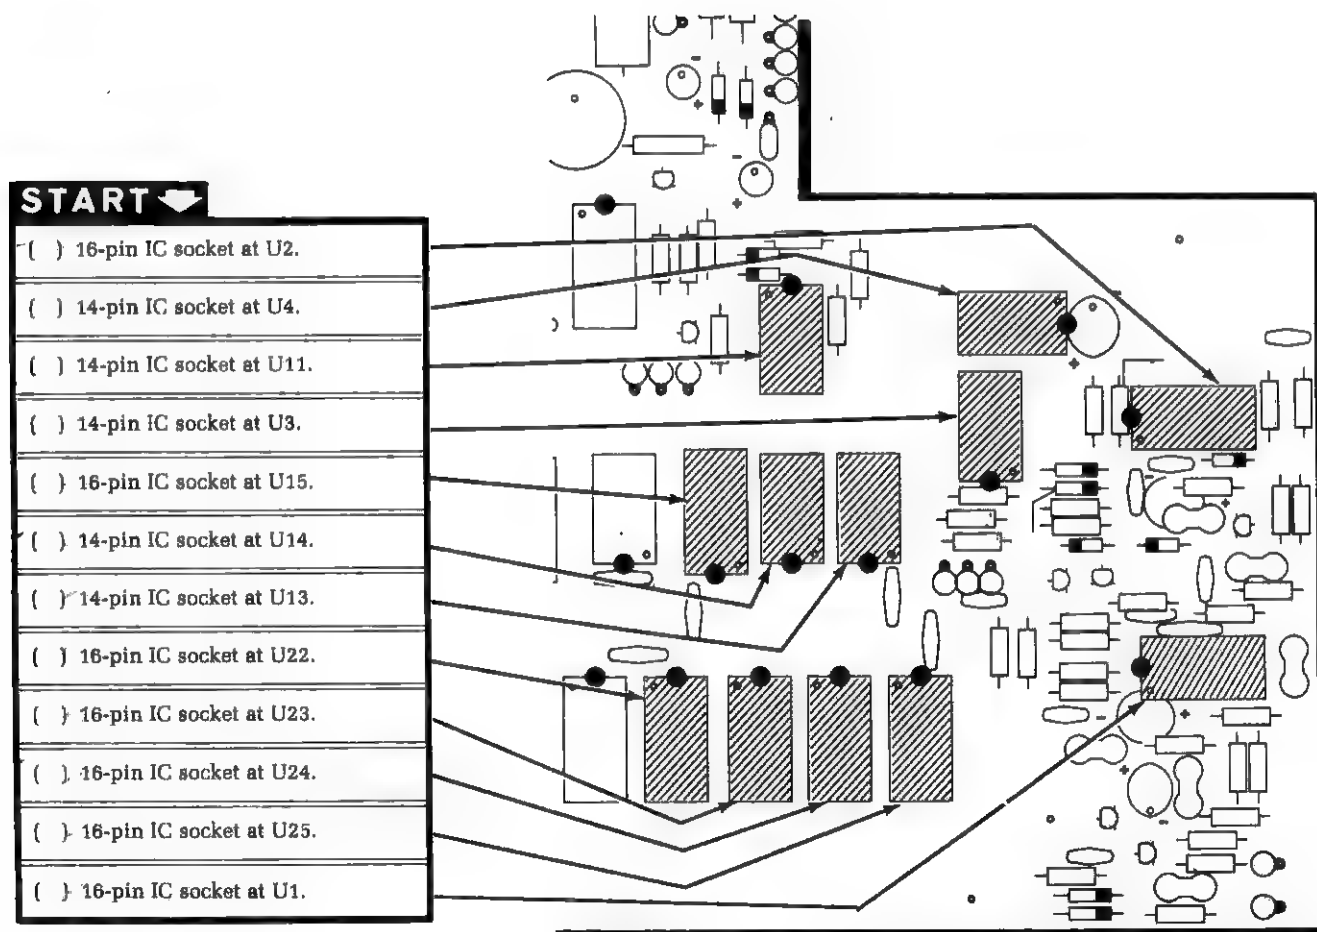 START
( ) 16-pin IC socket at U2.
( ) 14-pin IC socket at U4.
( ) 14-pin IC socket at U11.
( ) 14-pin IC socket at U3.
( ) 16-pin IC socket at U15.
( ) 14-pin IC socket at U14.
( ) 14-pin IC socket at U13.
( ) 16-pin IC socket at U22.
( ) 16-pin IC socket at U23.
( ) 16-pin IC socket at U24.
( ) 16-pin IC socket at U25.
( ) 16-pin IC socket at U1.